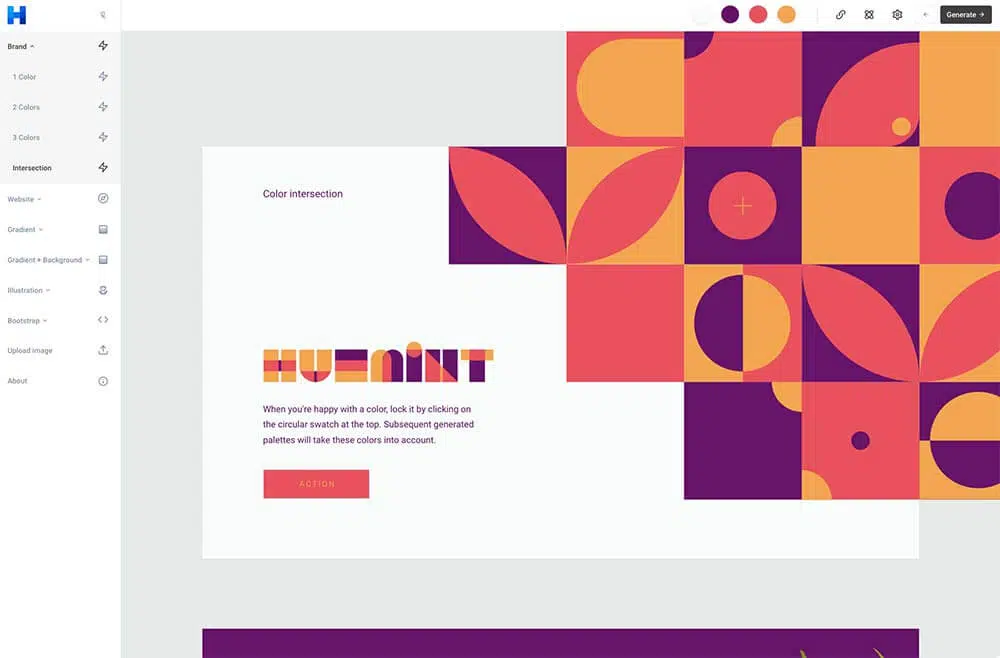 H
Generate →
Brand
1 Color
2 Colors
3 Colors
Intersection
Website
Gradient
Gradient + Background
Illustration
Bootstrap
Upload image
About
Color intersection
HUEMINT
When you're happy with a color, lock it by clicking on
the circular swatch at the top. Subsequent generated
palettes will take these colors into account.
ACTION